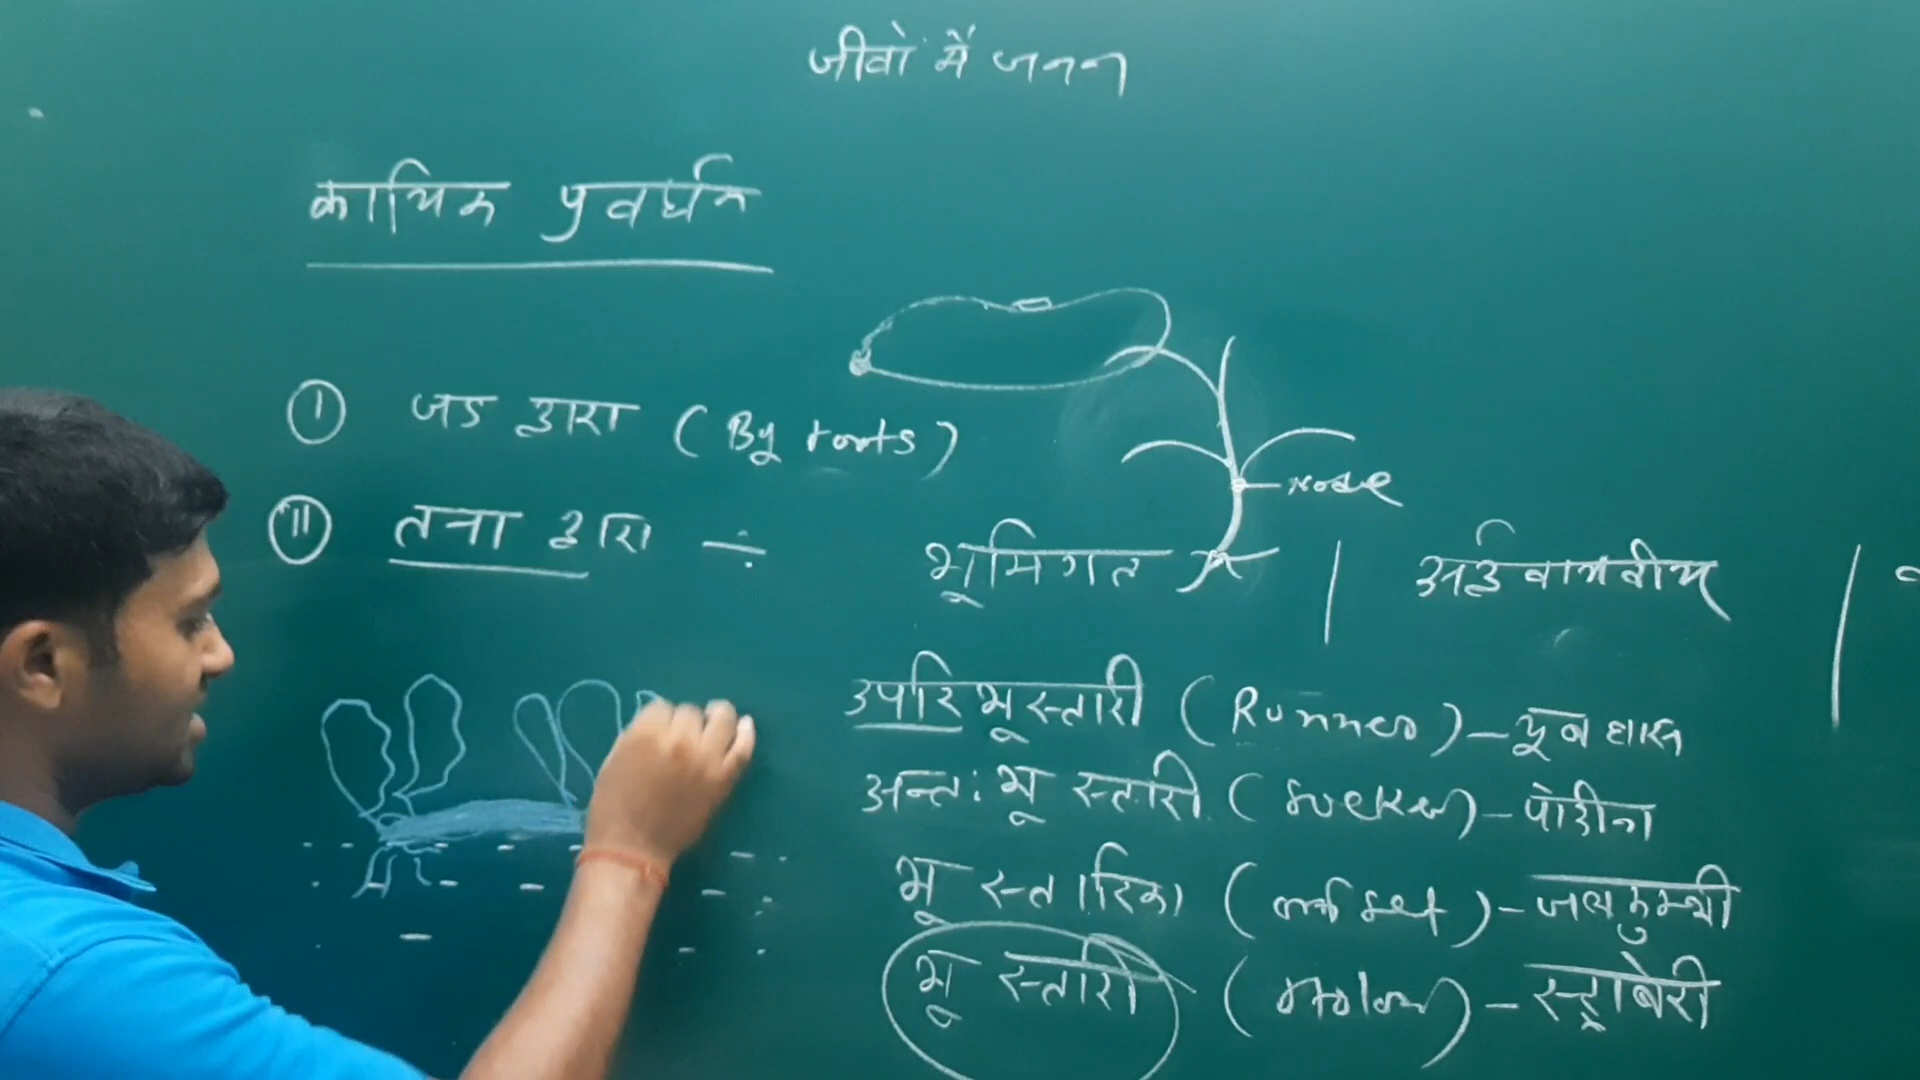 जीवो में जनन
कायिक प्रवर्धन
① जड द्वारा (By roots)
② तना द्वारा ÷
Node
भूमिगत | अर्द्धवायवीय |
उपरिभूस्तारी (Runner) – दूब घास
अन्तः भू स्तारी (Sucker) – पोदीना
भू स्तारिका (offset) – जलकुम्भी
भू स्तारी (stolon) – स्ट्राबेरी